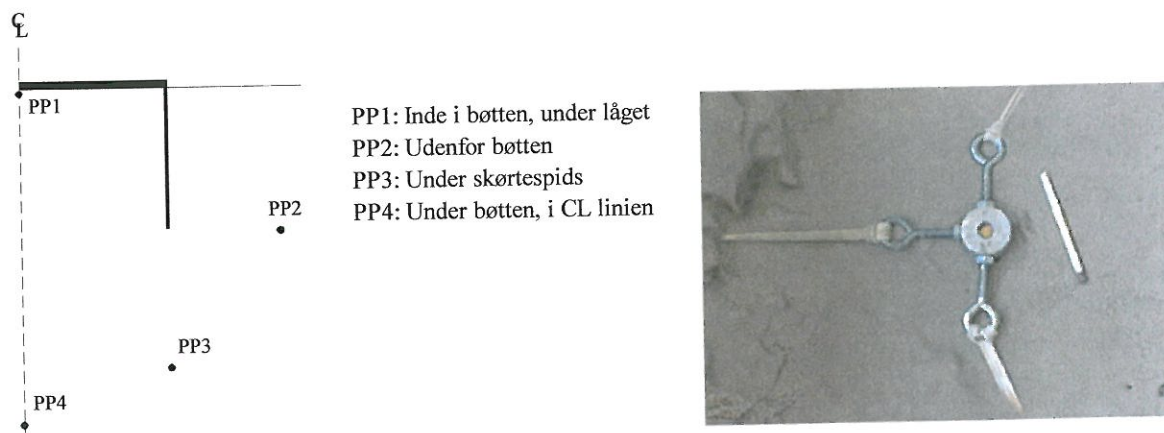 ℄
PP1
PP1: Inde i bøtten, under låget
PP2: Udenfor bøtten
PP3: Under skørtespids
PP4: Under bøtten, i CL linien
PP2
PP3
PP4